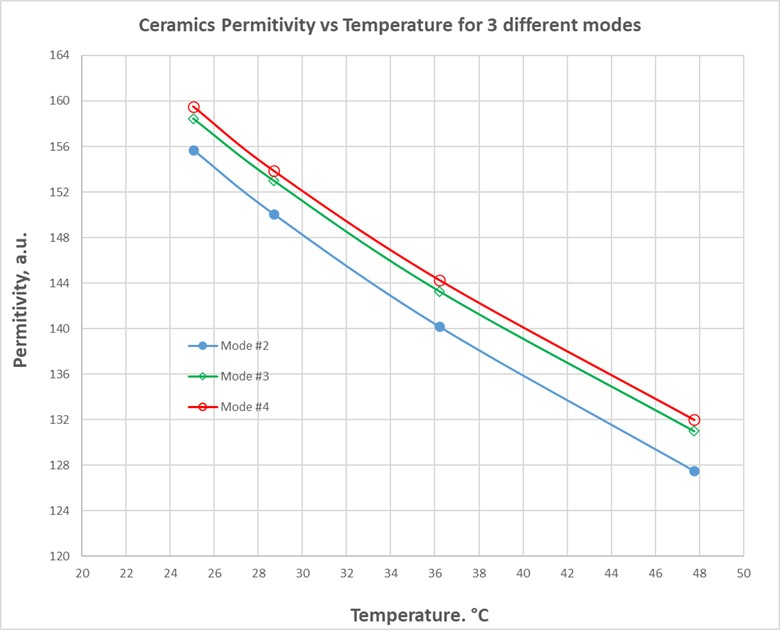 Ceramics Permitivity vs Temperature for 3 different modes
164
160
156
152
148
144
140
136
132
128
124
120
Permitivity, a.u.
Mode #2
Mode #3
Mode #4
20 22 24 26 28 30 32 34 36 38 40 42 44 46 48 50
Temperature. °C